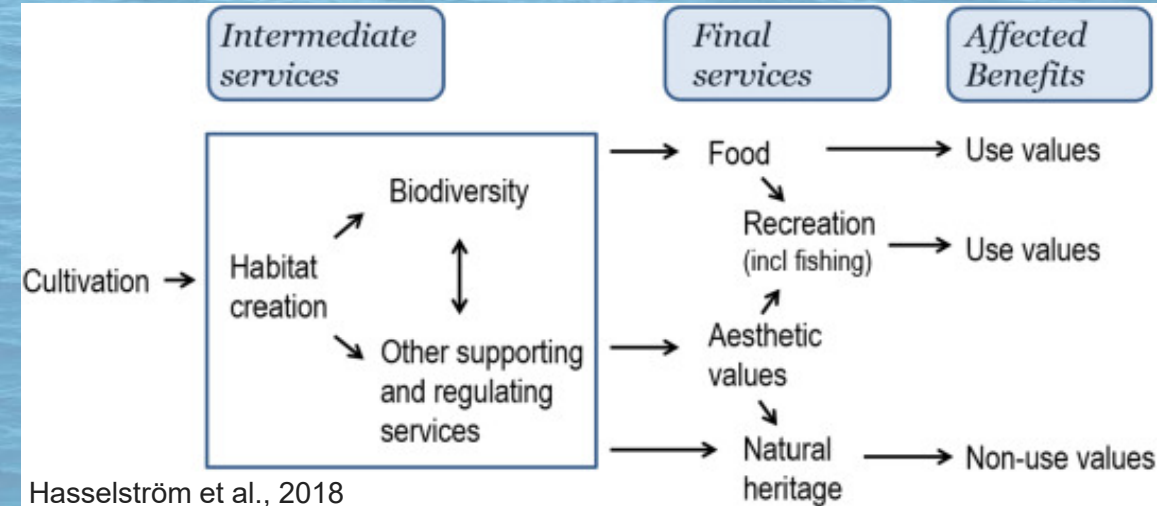 Intermediate
services
Final
services
Affected
Benefits
Cultivation
Habitat
creation
Biodiversity
Other supporting
and regulating
services
Food
Recreation
(incl fishing)
Aesthetic
values
Natural
heritage
Use values
Use values
Non-use values
Hasselström et al., 2018